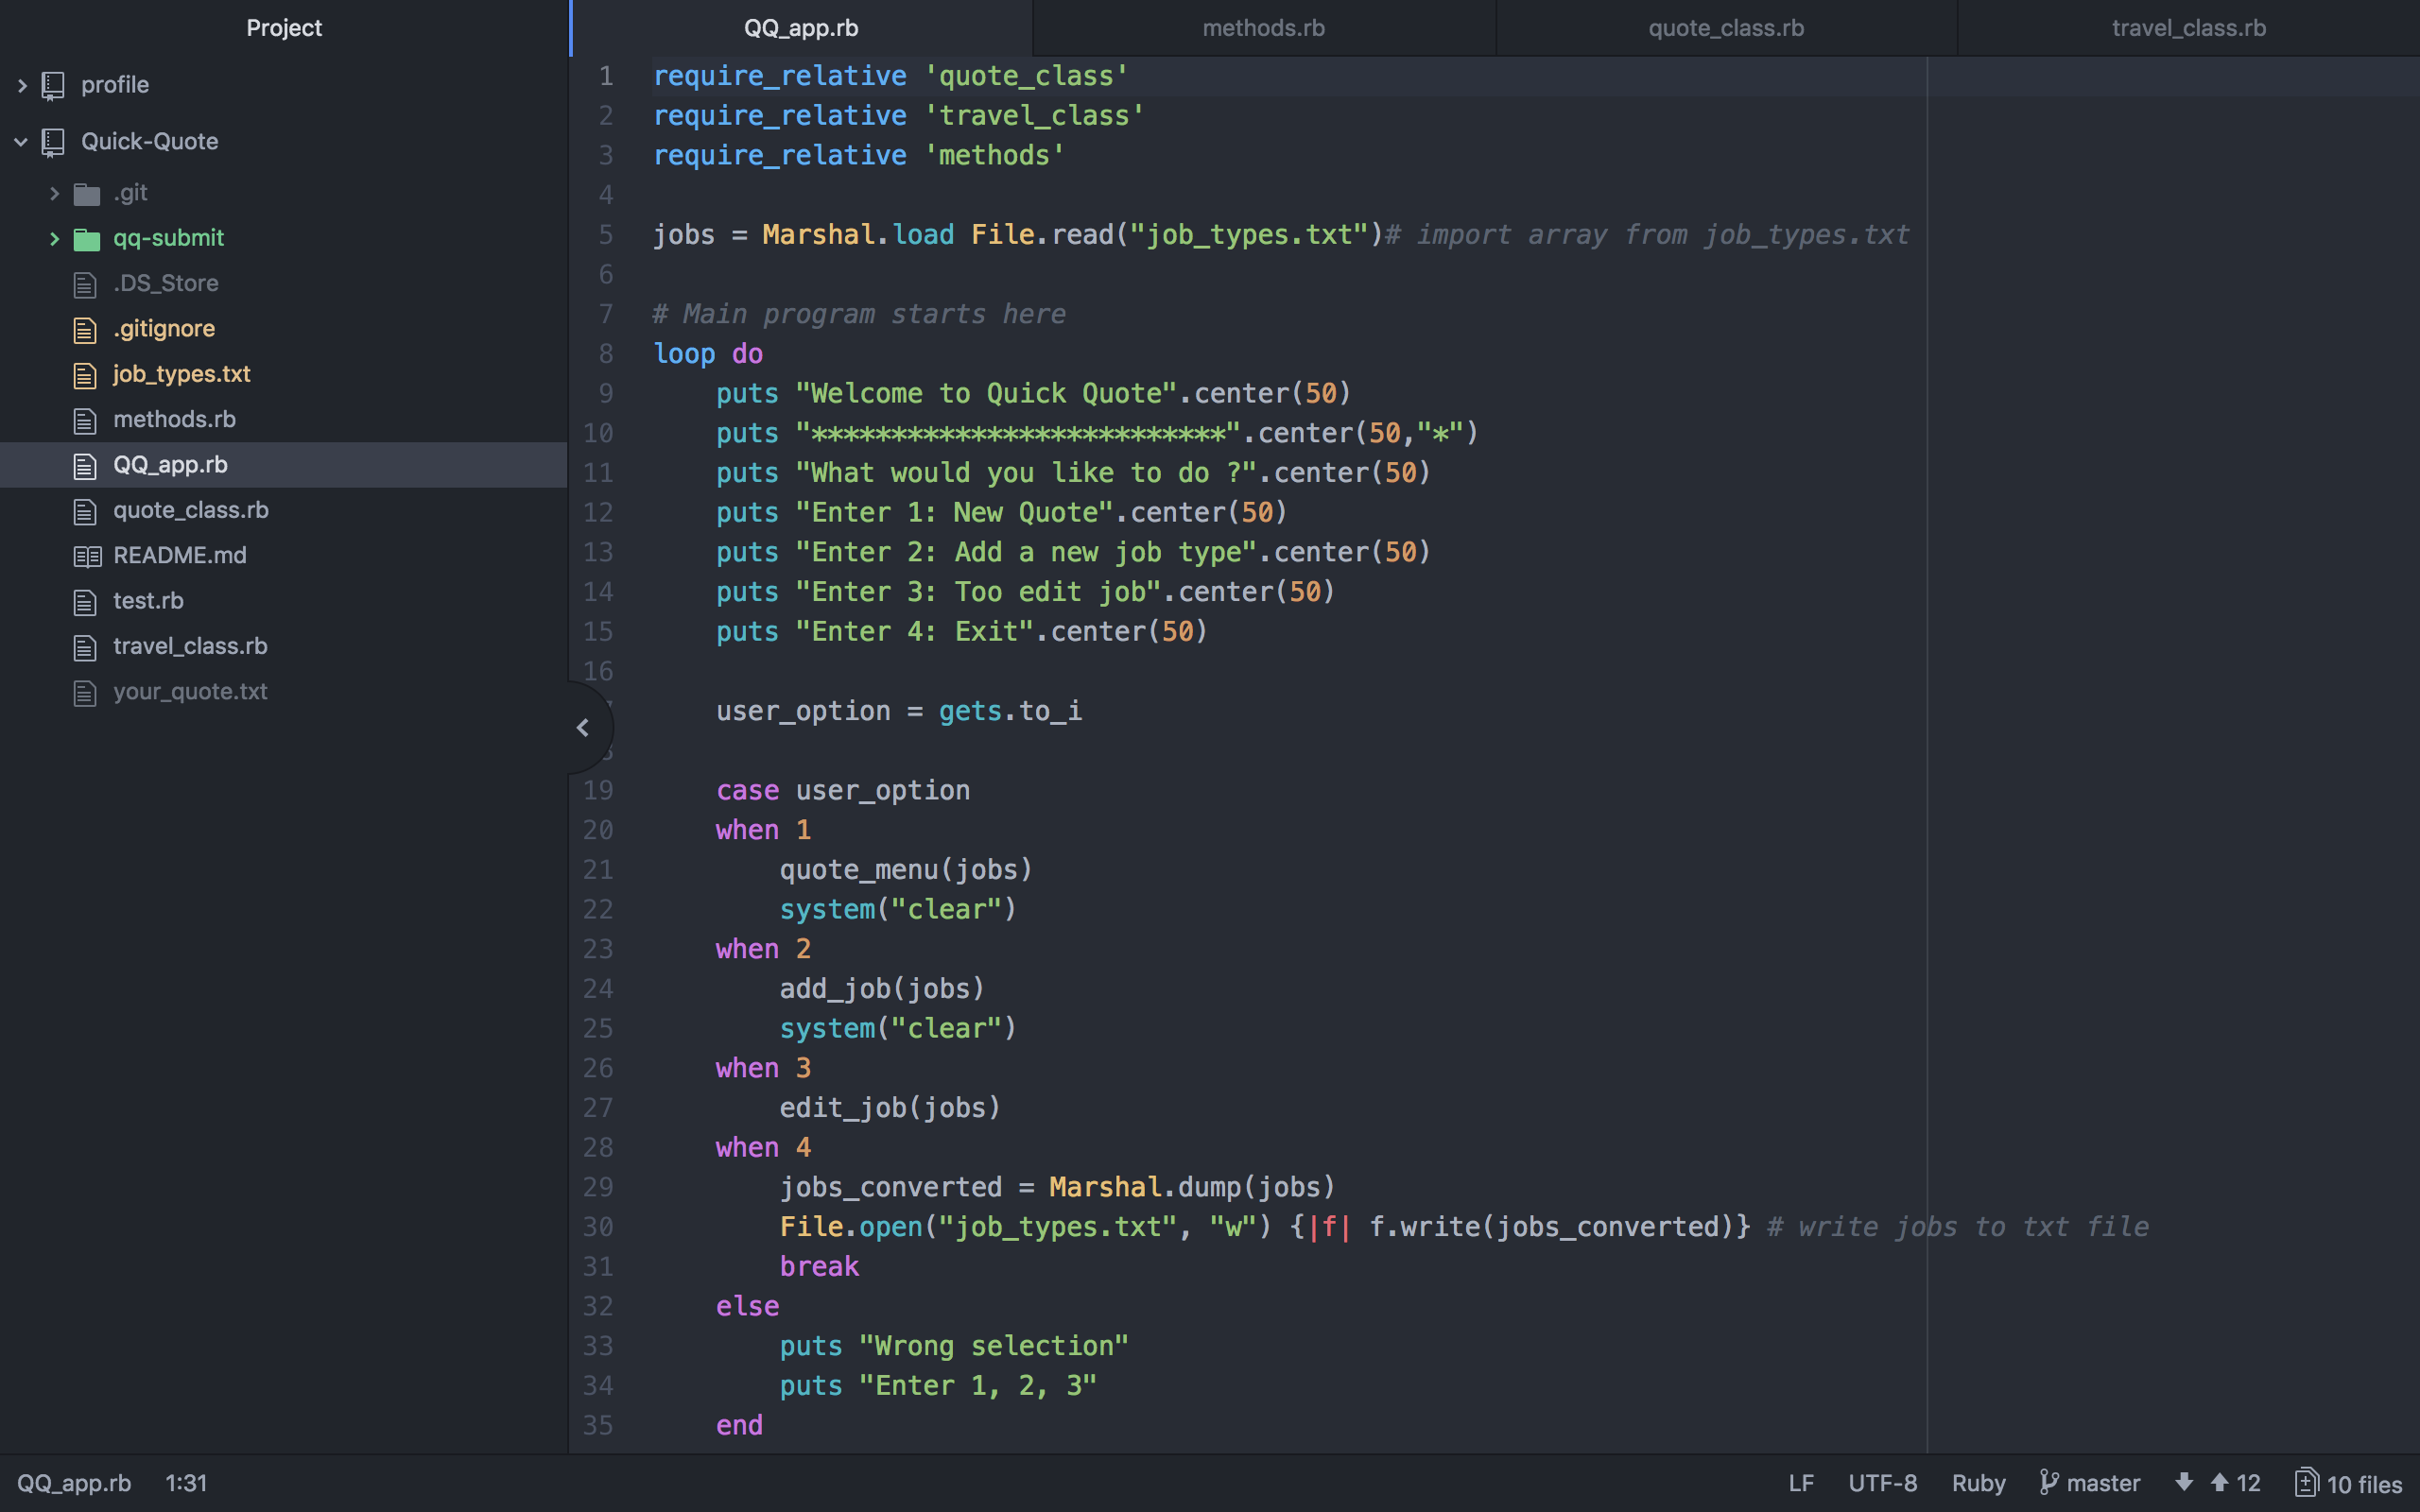 Project
profile
Quick-Quote
.git
qq-submit
.DS_Store
.gitignore
job_types.txt
methods.rb
QQ_app.rb
quote_class.rb
README.md
test.rb
travel_class.rb
your_quote.txt
QQ_app.rb methods.rb quote_class.rb travel_class.rb
1 require_relative 'quote_class'
2 require_relative 'travel_class'
3 require_relative 'methods'
4
5 jobs = Marshal.load File.read("job_types.txt")# import array from job_types.txt
6
7 # Main program starts here
8 loop do
9 puts "Welcome to Quick Quote".center(50)
10 puts "**************************".center(50,"*")
11 puts "What would you like to do ?".center(50)
12 puts "Enter 1: New Quote".center(50)
13 puts "Enter 2: Add a new job type".center(50)
14 puts "Enter 3: Too edit job".center(50)
15 puts "Enter 4: Exit".center(50)
16
user_option = gets.to_i
19 case user_option
20 when 1
21 quote_menu(jobs)
22 system("clear")
23 when 2
24 add_job(jobs)
25 system("clear")
26 when 3
27 edit_job(jobs)
28 when 4
29 jobs_converted = Marshal.dump(jobs)
30 File.open("job_types.txt", "w") {|f| f.write(jobs_converted)} # write jobs to txt file
31 break
32 else
33 puts "Wrong selection"
34 puts "Enter 1, 2, 3"
35 end
QQ_app.rb 1:31 LF UTF-8 Ruby master 12 10 files